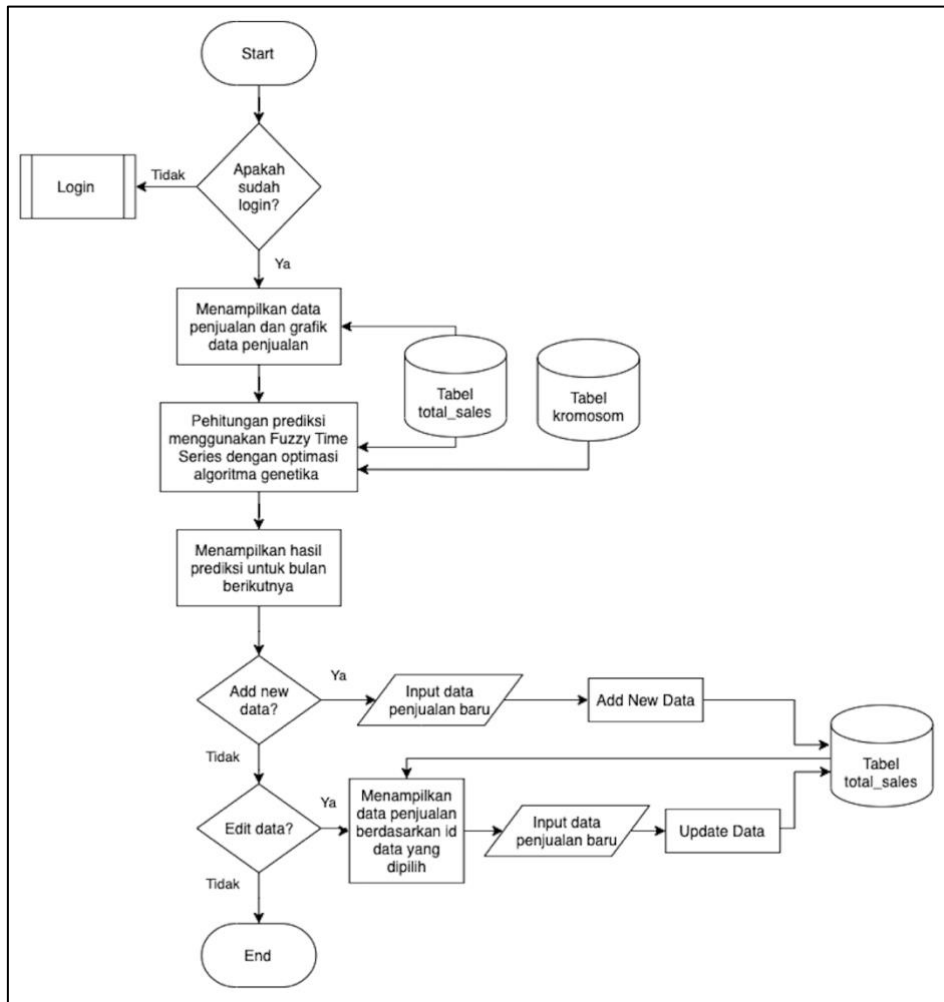 Start
Apakah
sudah
login?
Tidak
Login
Ya
Menampilkan data
penjualan dan grafik
data penjualan
Tabel
total_sales
Tabel
kromosom
Pehitungan prediksi
menggunakan Fuzzy Time
Series dengan optimasi
algoritma genetika
Menampilkan hasil
prediksi untuk bulan
berikutnya
Add new
data?
Ya
Input data
penjualan baru
Add New Data
Tabel
total_sales
Tidak
Edit data?
Ya
Menampilkan
data penjualan
berdasarkan id
data yang
dipilih
Input data
penjualan baru
Update Data
Tidak
End